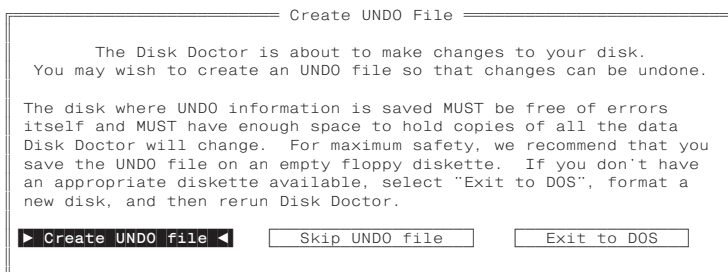 Create UNDO File
The Disk Doctor is about to make changes to your disk.
You may wish to create an UNDO file so that changes can be undone.
The disk where UNDO information is saved MUST be free of errors
itself and MUST have enough space to hold copies of all the data
Disk Doctor will change.  For maximum safety, we recommend that you
save the UNDO file on an empty floppy diskette.  If you don't have
an appropriate diskette available, select "Exit to DOS", format a
new disk, and then rerun Disk Doctor.
► Create UNDO file ◄ Skip UNDO file Exit to DOS